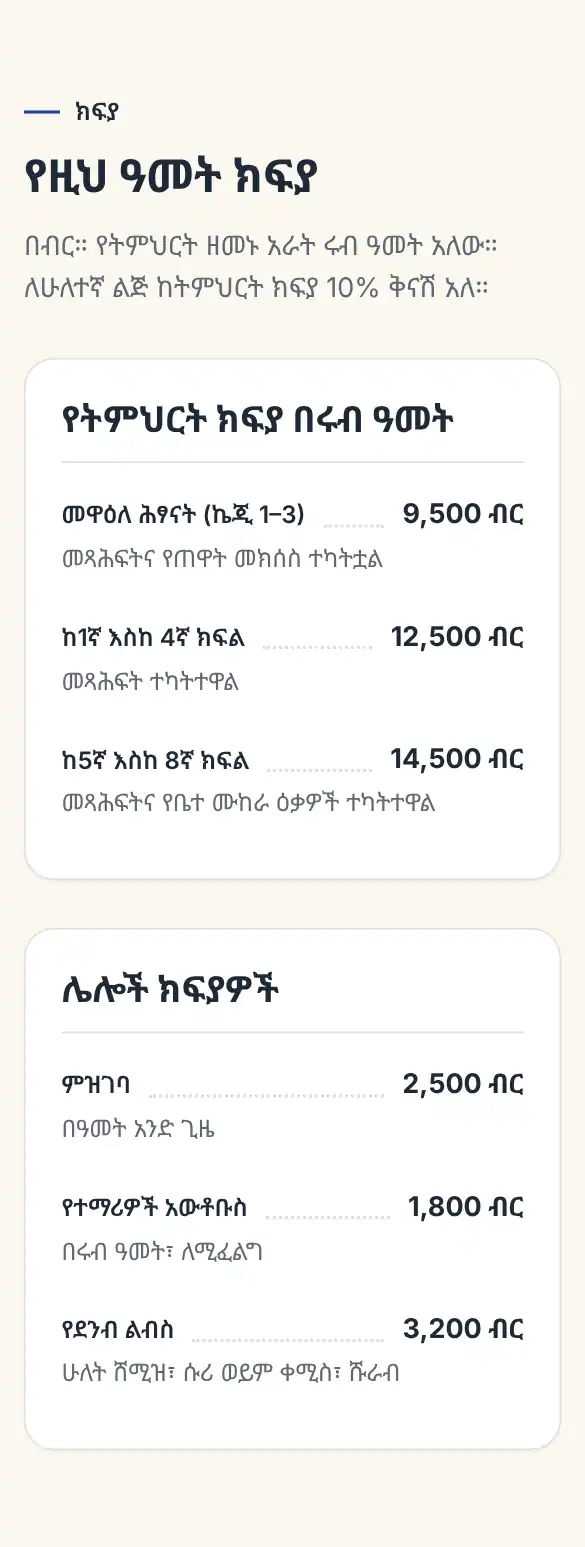 ክፍያ
የዚህ ዓመት ክፍያ
በብር። የትምህርት ዘመኑ አራት ሩብ ዓመት አለው።
ለሁለተኛ ልጅ ከትምህርት ክፍያ 10% ቅናሽ አለ።
የትምህርት ክፍያ በሩብ ዓመት
መዋዕለ ሕፃናት (ኬጂ 1–3) 9,500 ብር
መጻሕፍትና የጠዋት መክሰስ ተካትቷል
ከ1ኛ እስከ 4ኛ ክፍል 12,500 ብር
መጻሕፍት ተካትተዋል
ከ5ኛ እስከ 8ኛ ክፍል 14,500 ብር
መጻሕፍትና የቤተ ሙከራ ዕቃዎች ተካትተዋል
ሌሎች ክፍያዎች
ምዝገባ 2,500 ብር
በዓመት አንድ ጊዜ
የተማሪዎች አውቶቡስ 1,800 ብር
በሩብ ዓመት፣ ለሚፈልግ
የደንብ ልብስ 3,200 ብር
ሁለት ሸሚዝ፣ ሱሪ ወይም ቀሚስ፣ ሹራብ